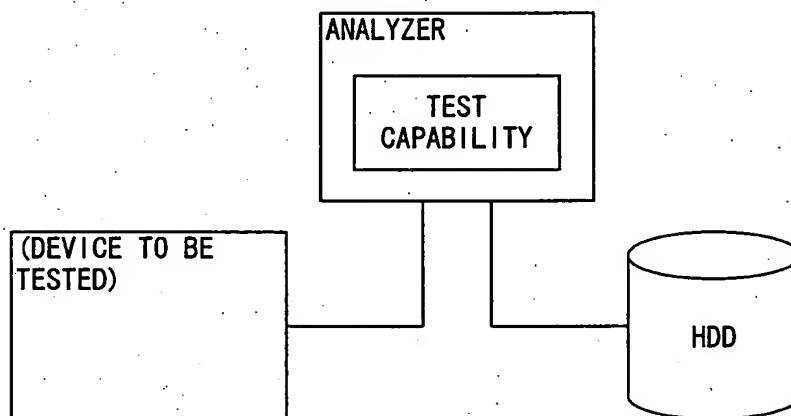 ANALYZER
TEST
CAPABILITY
(DEVICE TO BE
TESTED)
HDD